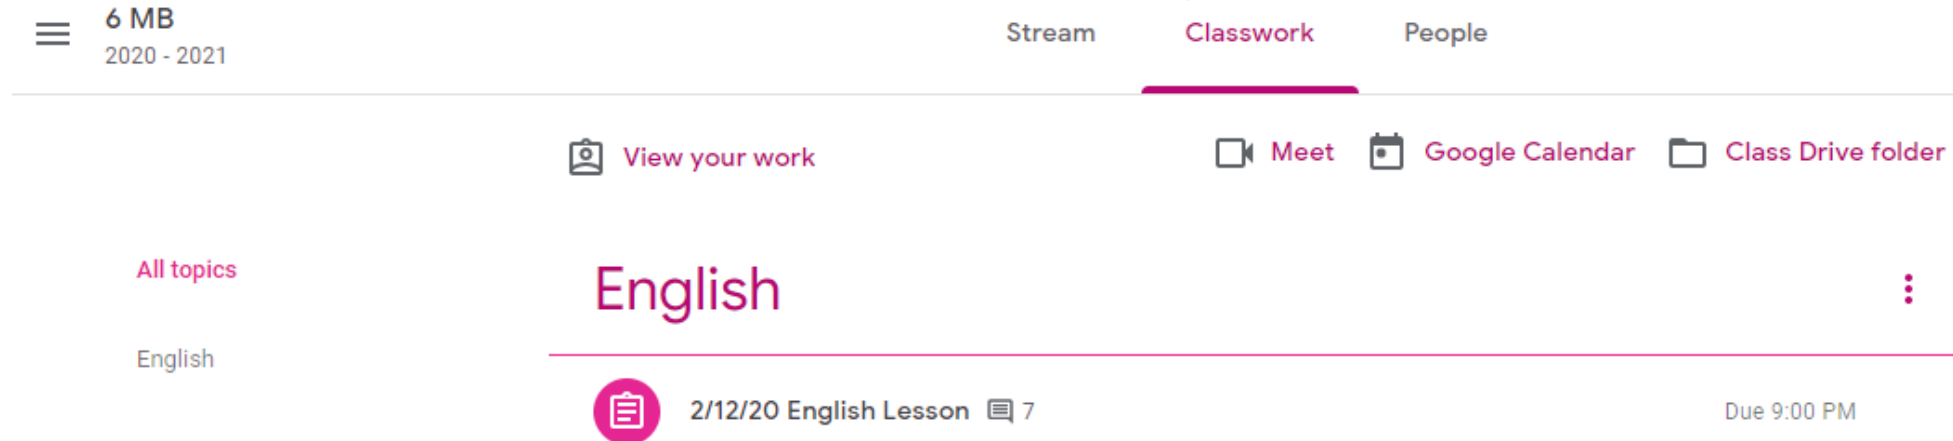 6 MB
2020 - 2021
Stream Classwork People
View your work Meet Google Calendar Class Drive folder
All topics
English
English
2/12/20 English Lesson 7 Due 9:00 PM